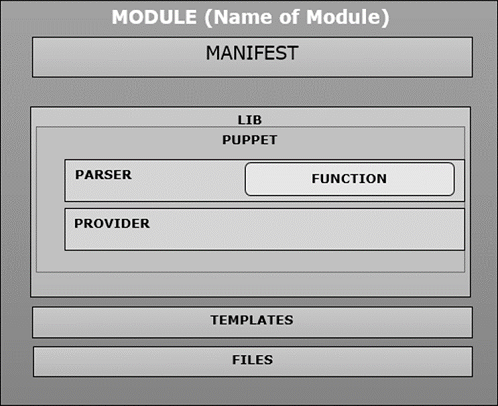 MODULE (Name of Module)
MANIFEST
LIB
PUPPET
PARSER
FUNCTION
PROVIDER
TEMPLATES
FILES